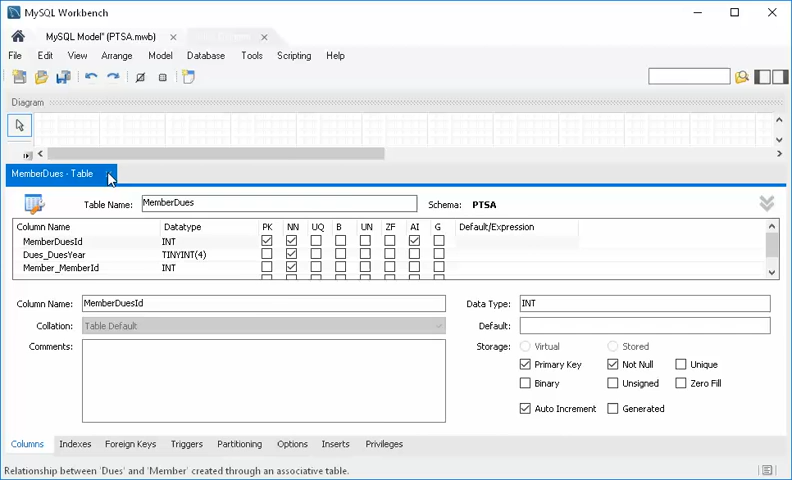 MySQL Workbench
MySQL Model* (PTSA.mwb)
File Edit View Arrange Model Database Tools Scripting Help
Diagram
MemberDues - Table
Table Name: MemberDues Schema: PTSA
Column Name Datatype PK NN UQ B UN ZF AI G Default/Expression
MemberDuesId INT
Dues_DuesYear TINYINT(4)
Member_MemberId INT
Column Name: MemberDuesId Data Type: INT
Collation: Table Default Default:
Comments: Storage: Virtual Stored
Primary Key Not Null Unique
Binary Unsigned Zero Fill
Auto Increment Generated
Columns Indexes Foreign Keys Triggers Partitioning Options Inserts Privileges
Relationship between 'Dues' and 'Member' created through an associative table.